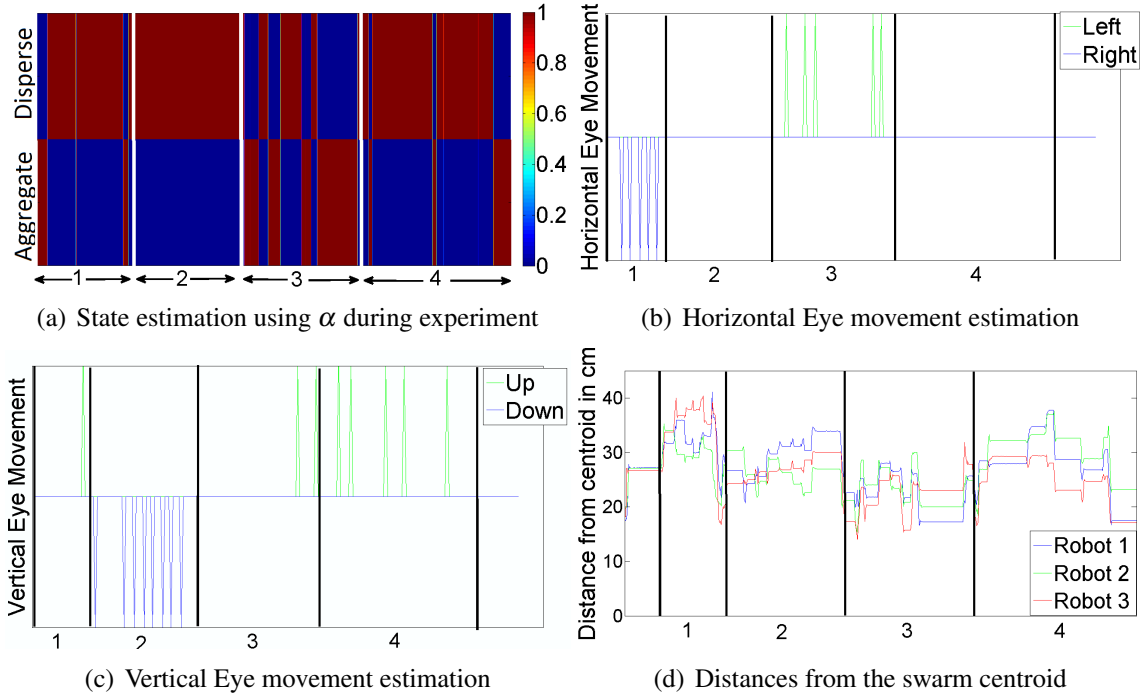 Disperse
Aggregate
1
0.8
0.6
0.4
0.2
0
1
2
3
4
(a) State estimation using α during experiment
Horizontal Eye Movement
Left
Right
1
2
3
4
(b) Horizontal Eye movement estimation
Vertical Eye Movement
Up
Down
1
2
3
4
(c) Vertical Eye movement estimation
Distance from centroid in cm
40
30
20
10
0
Robot 1
Robot 2
Robot 3
1
2
3
4
(d) Distances from the swarm centroid